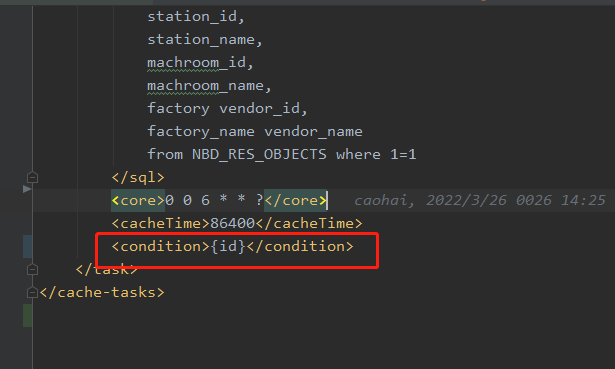 station_id,
station_name,
machroom_id,
machroom_name,
factory vendor_id,
factory_name vendor_name
from NBD_RES_OBJECTS where 1=1
</sql>
<core>0 0 6 * * ?</core> caohai, 2022/3/26 0026 14:25
<cacheTime>86400</cacheTime>
<condition>{id}</condition>
</task>
</cache-tasks>